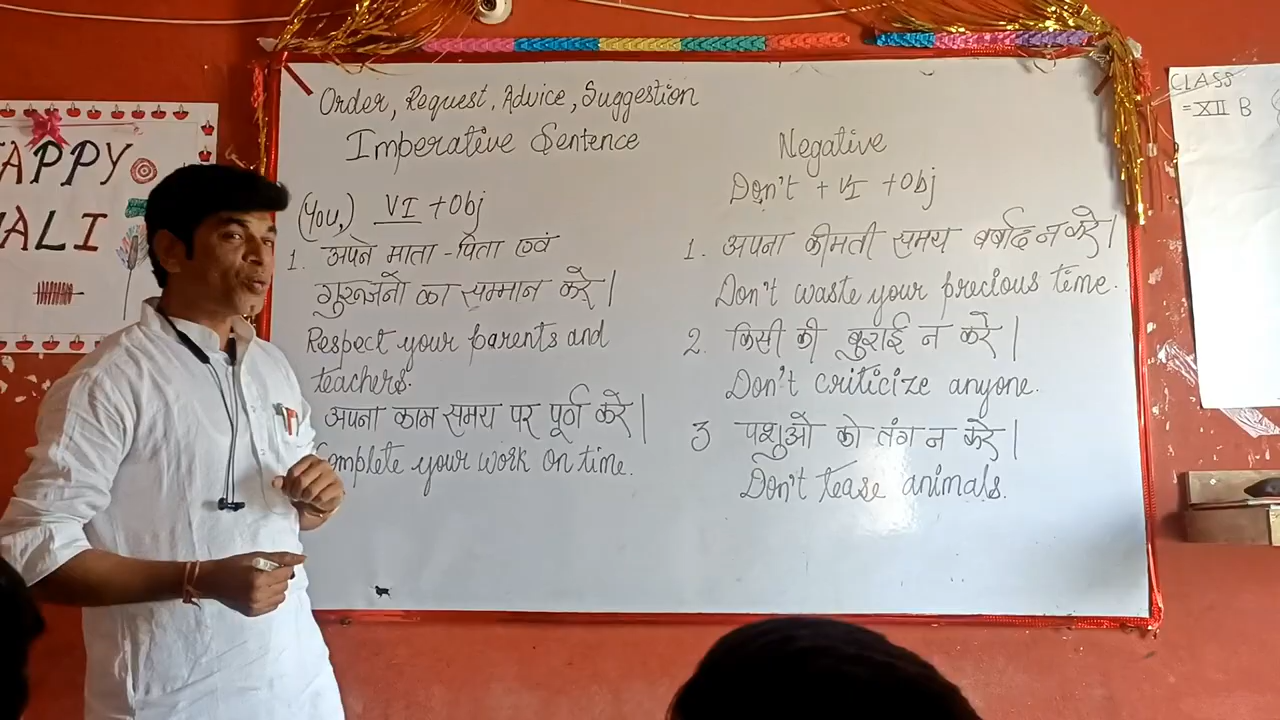 Order, Request, Advice, Suggestion
Imperative Sentence
(You,) VI + Obj
1. अपने माता - पिता एवं
गुरूजनो का सम्मान करे |
Respect your parents and
teachers.
अपना काम समय पर पूर्ण करे |
omplete your work on time.
Negative
Don't + VI + Obj
1. अपना कीमती समय बर्बाद न करे |
Don't waste your precious time.
2. किसी की बुराई न करे |
Don't criticize anyone.
3 पशुओ को तंग न करे |
Don't tease animals.
APPY
ALI
CLASS
= XII B